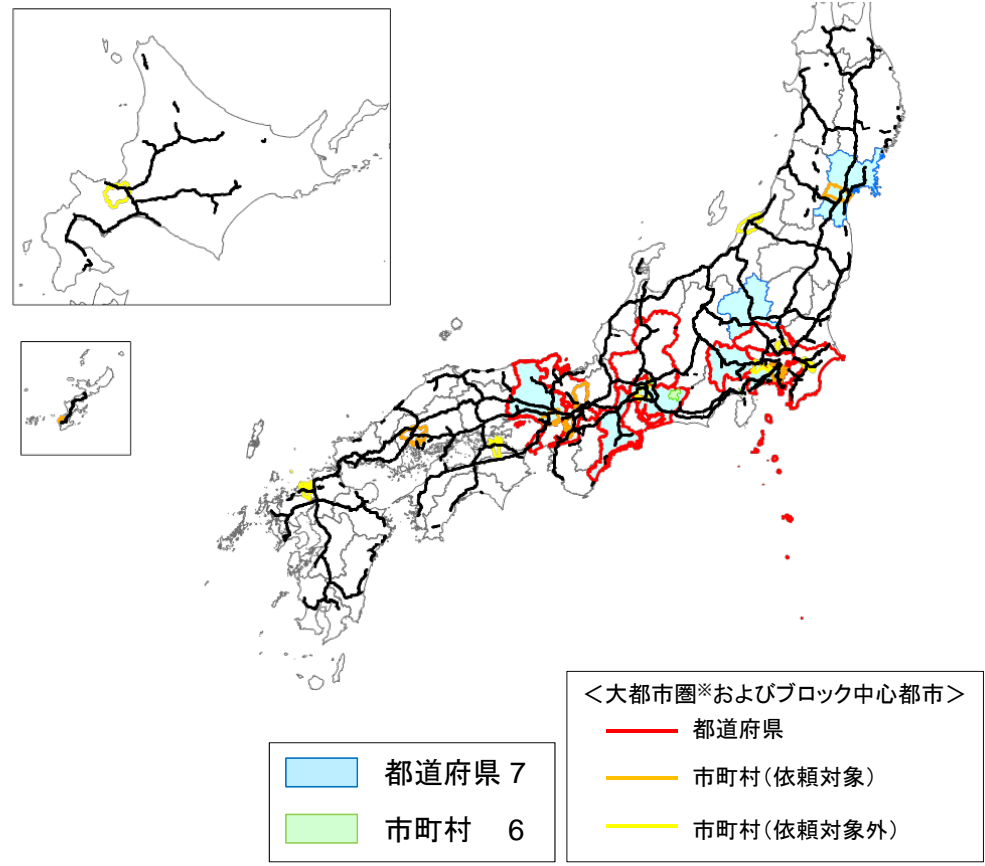 ＜大都市圏※およびブロック中心都市＞
都道府県
市町村（依頼対象）
市町村（依頼対象外）
都道府県 7
市町村 6